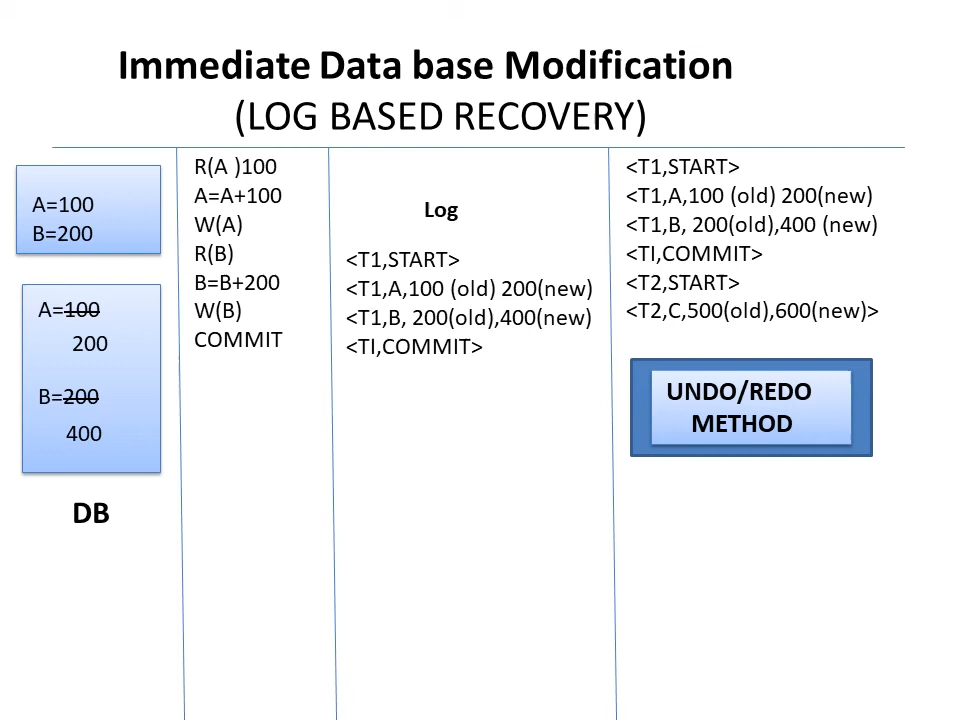 Immediate Data base Modification
(LOG BASED RECOVERY)
A=100
B=200
A=100
200
B=200
400
DB
R(A )100
A=A+100
W(A)
R(B)
B=B+200
W(B)
COMMIT
Log
<T1,START>
<T1,A,100 (old) 200(new)
<T1,B, 200(old),400(new)
<TI,COMMIT>
<T1,START>
<T1,A,100 (old) 200(new)
<T1,B, 200(old),400 (new)
<TI,COMMIT>
<T2,START>
<T2,C,500(old),600(new)>
UNDO/REDO
METHOD